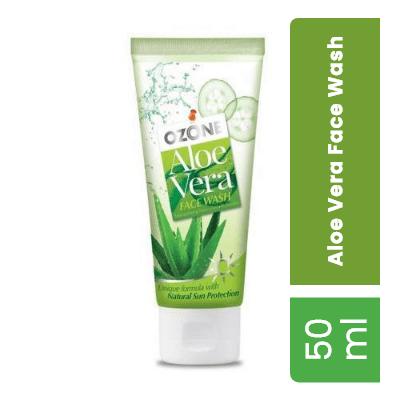 OZONE
Aloe
Vera
FACE WASH
Unique formula with
Natural Sun Protection
Aloe Vera Face Wash
50
ml